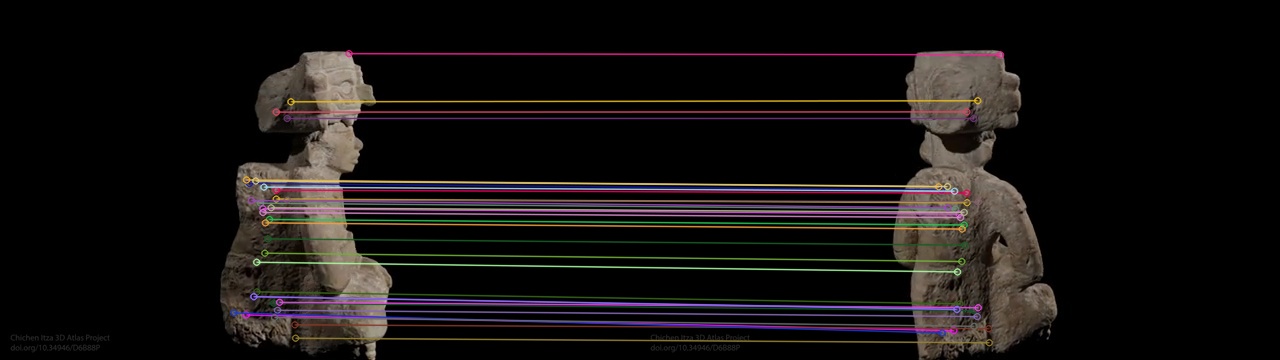 Chichen Itza 3D Atlas Project
doi.org/10.34946/D6B88P
Chichen Itza 3D Atlas Project
doi.org/10.34946/D6B88P